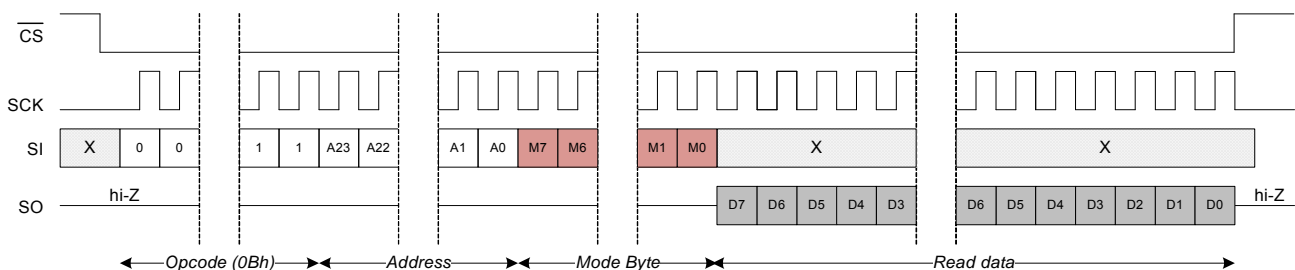 CS
SCK
SI X 0 0 1 1 A23 A22 A1 A0 M7 M6 M1 M0 X X
SO hi-Z D7 D6 D5 D4 D3 D6 D5 D4 D3 D2 D1 D0 hi-Z
Opcode (0Bh) Address Mode Byte Read data